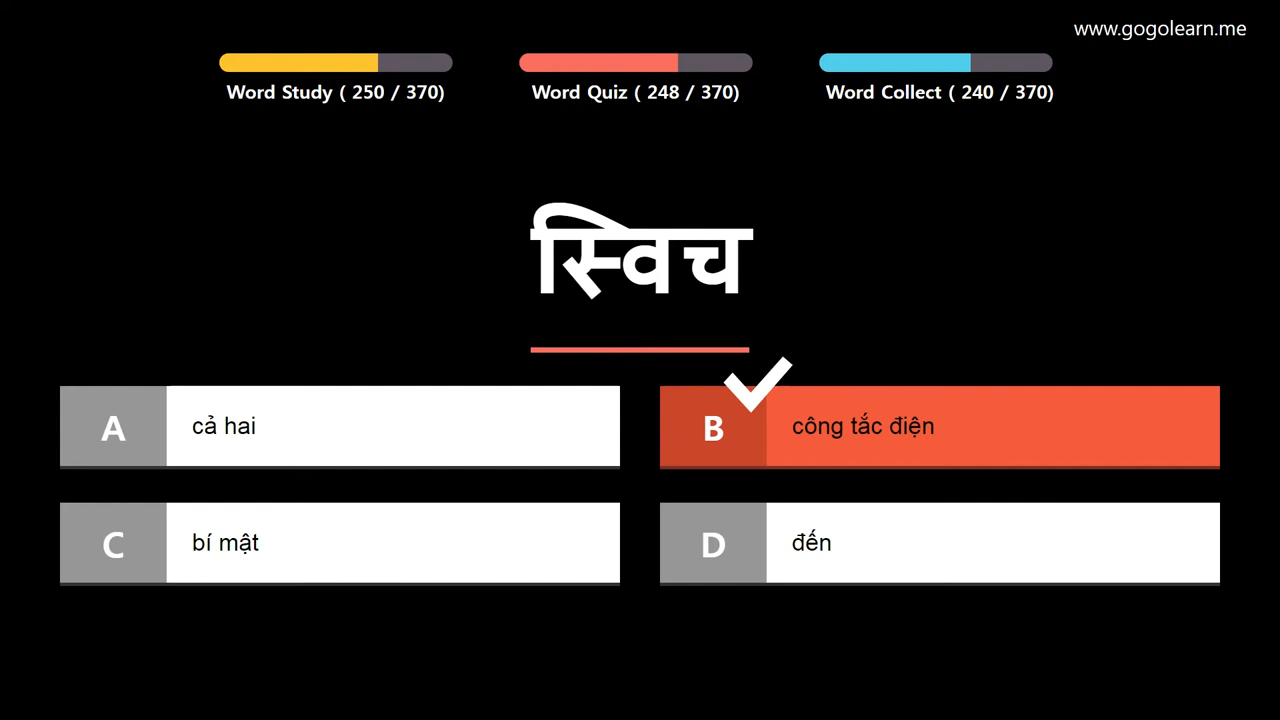 www.gogolearn.me
Word Study ( 250 / 370)
Word Quiz ( 248 / 370)
Word Collect ( 240 / 370)
स्विच
A
cả hai
B
công tắc điện
C
bí mật
D
đến